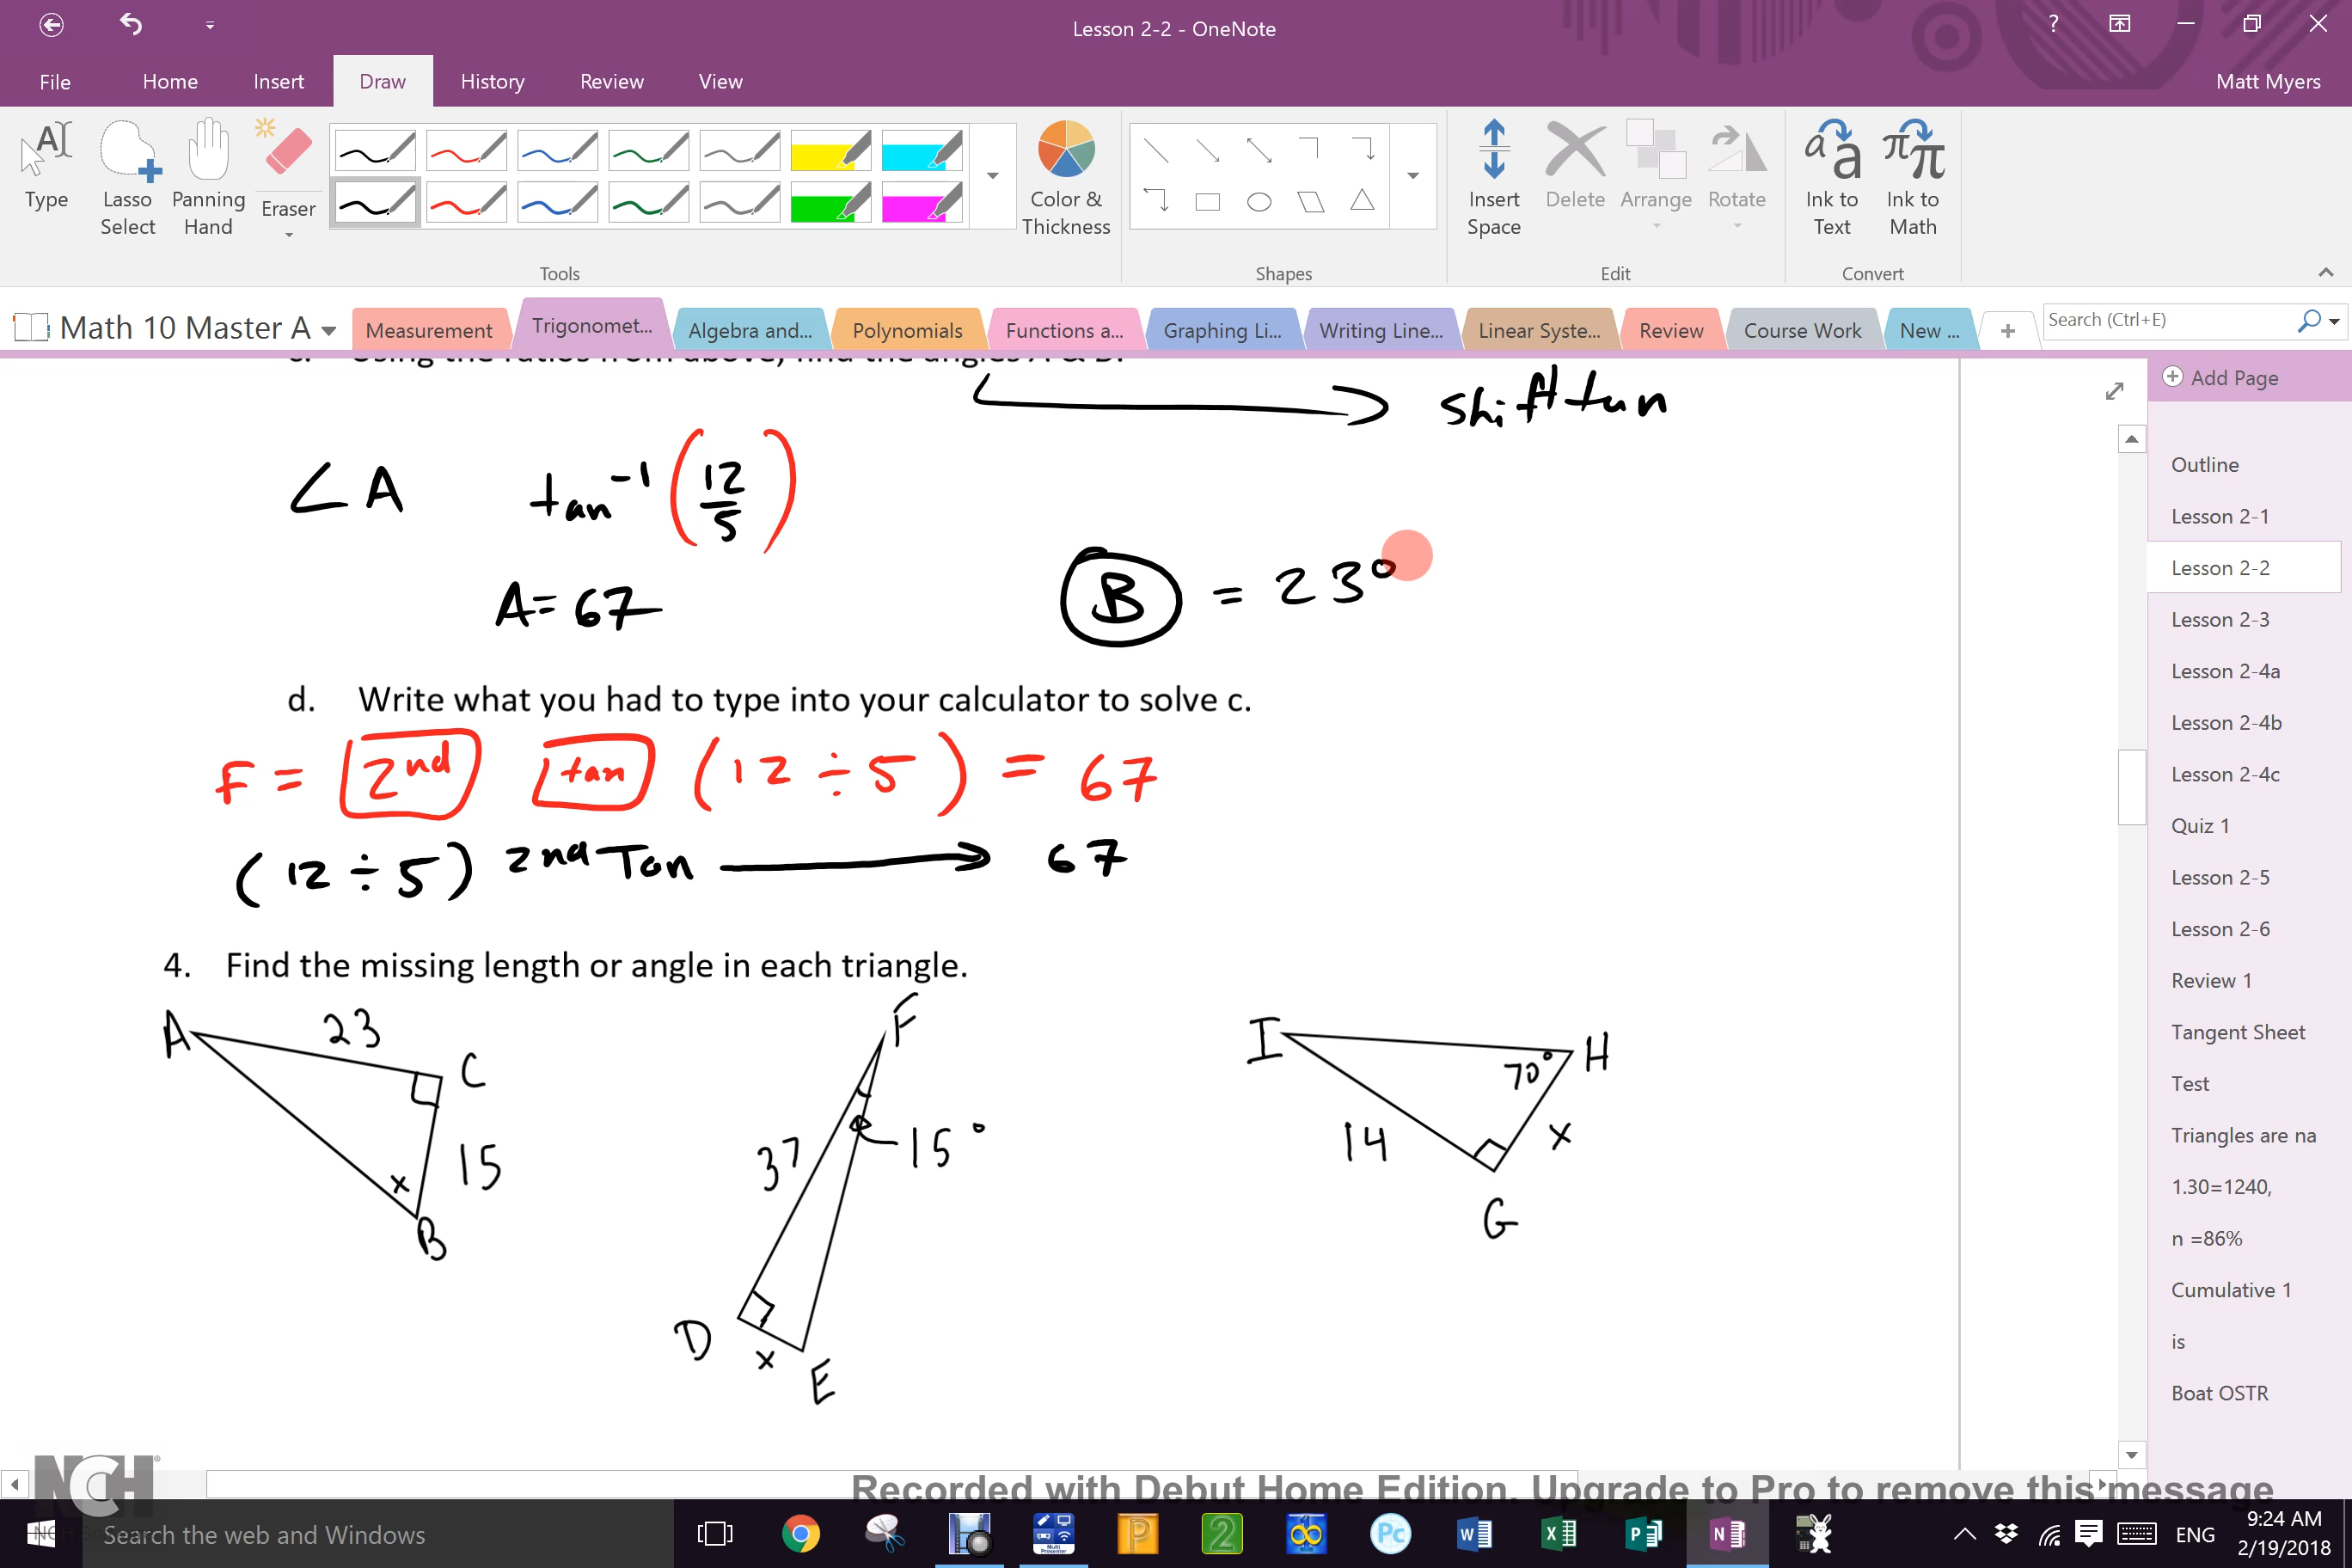 Lesson 2-2 - OneNote
?
File Home Insert Draw History Review View
Matt Myers
Type
Lasso Select
Panning Hand
Eraser
Color & Thickness
Insert Space
Delete
Arrange
Rotate
Ink to Text
Ink to Math
Tools
Shapes
Edit
Convert
Math 10 Master A
Measurement Trigonomet... Algebra and... Polynomials Functions a... Graphing Li... Writing Line... Linear Syste... Review Course Work New ... +
Search (Ctrl+E)
c. Using the ratios from above, find the angles A & B.
shift tan
∠A tan⁻¹ (12/5)
A = 67
B = 23°
d. Write what you had to type into your calculator to solve c.
F = 2nd tan (12 ÷ 5) = 67
(12 ÷ 5) 2nd Tan → 67
4. Find the missing length or angle in each triangle.
A 23 C 15 x B
F 37 15° D x E
I H 70° 14 x G
Add Page
Outline
Lesson 2-1
Lesson 2-2
Lesson 2-3
Lesson 2-4a
Lesson 2-4b
Lesson 2-4c
Quiz 1
Lesson 2-5
Lesson 2-6
Review 1
Tangent Sheet
Test
Triangles are na
1.30=1240,
n =86%
Cumulative 1
is
Boat OSTR
NCH
Recorded with Debut Home Edition. Upgrade to Pro to remove this message
Search the web and Windows
ENG
9:24 AM
2/19/2018